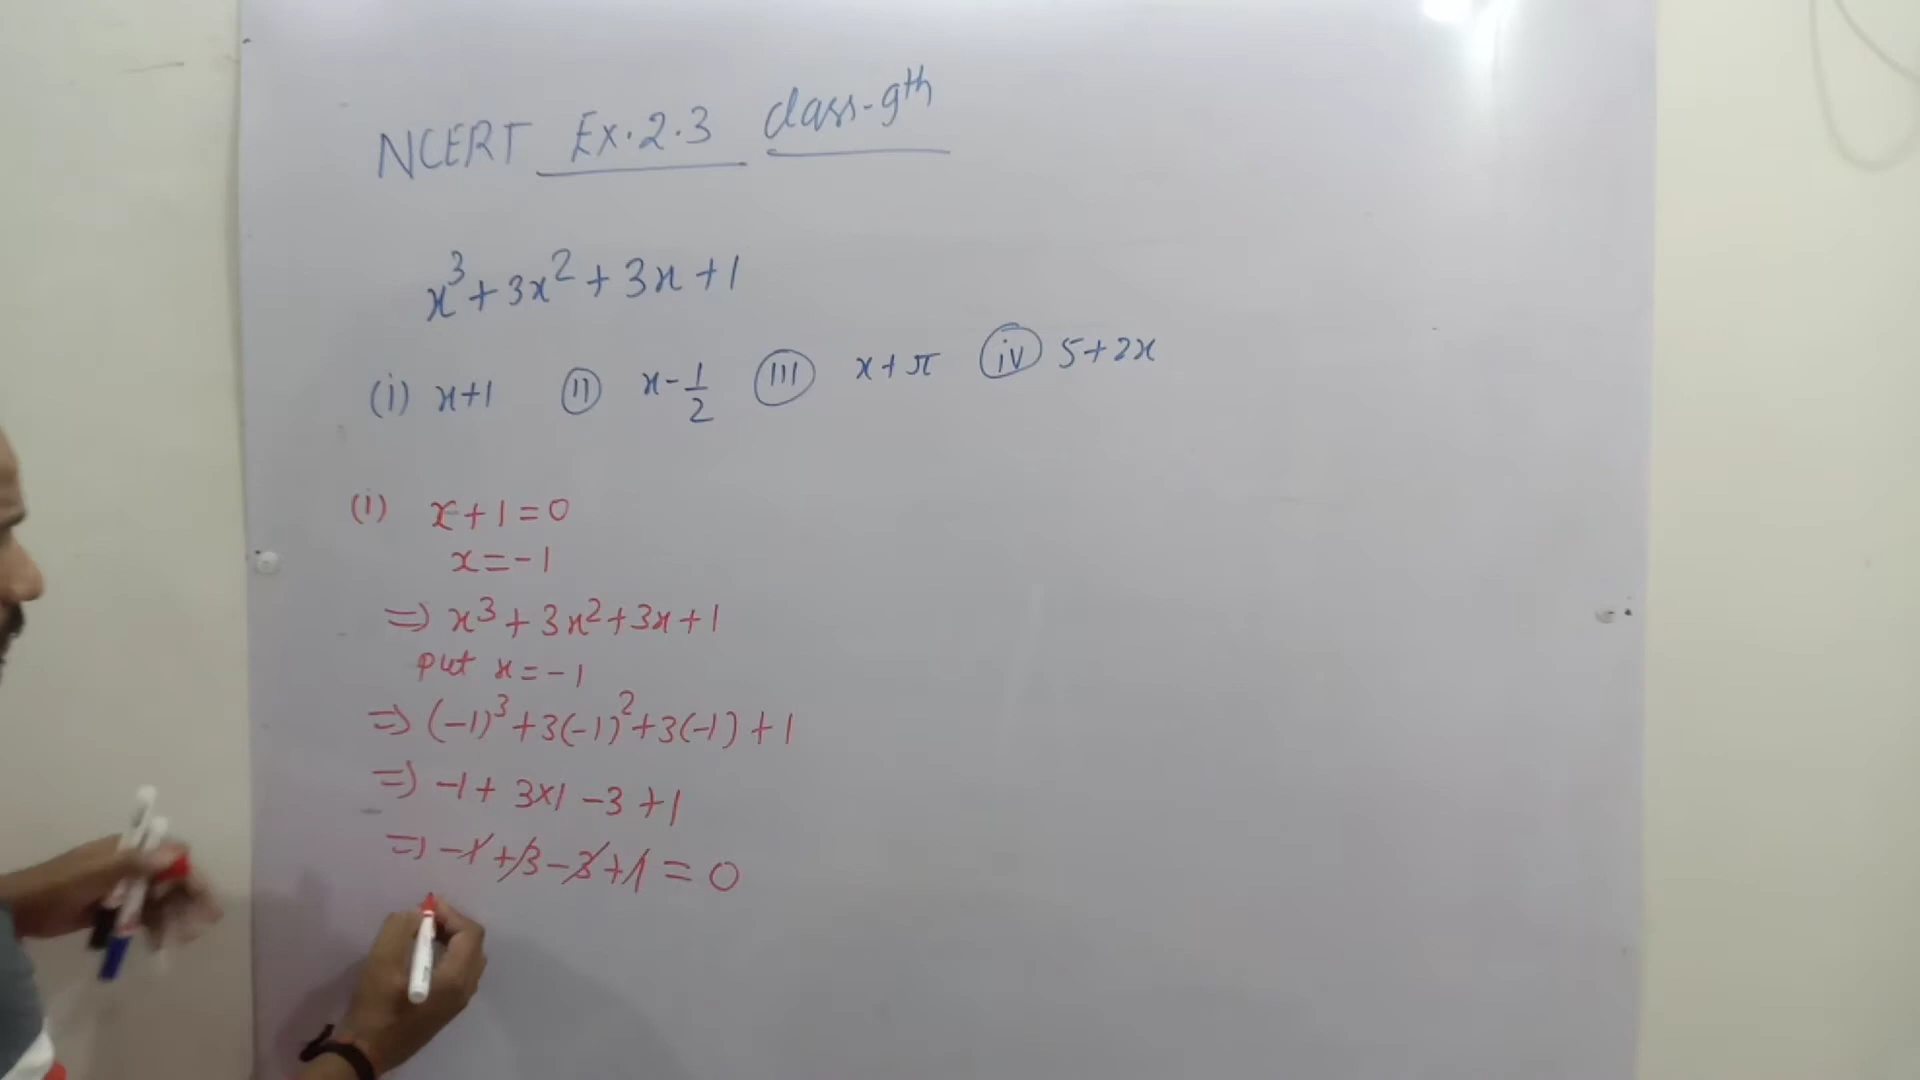 NCERT Ex.2.3 class-9th
x³+3x²+3x+1
(i) x+1 (ii) x-1/2 (iii) x+π (iv) 5+2x
(i) x+1=0
x=-1
=) x³+3x²+3x+1
put x=-1
=) (-1)³+3(-1)²+3(-1)+1
=) -1+3×1-3+1
=) -1+3-3+1=0